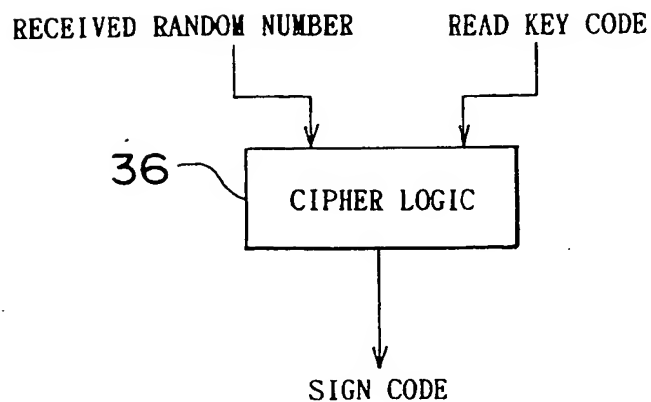 RECEIVED RANDOM NUMBER
READ KEY CODE
36
CIPHER LOGIC
SIGN CODE